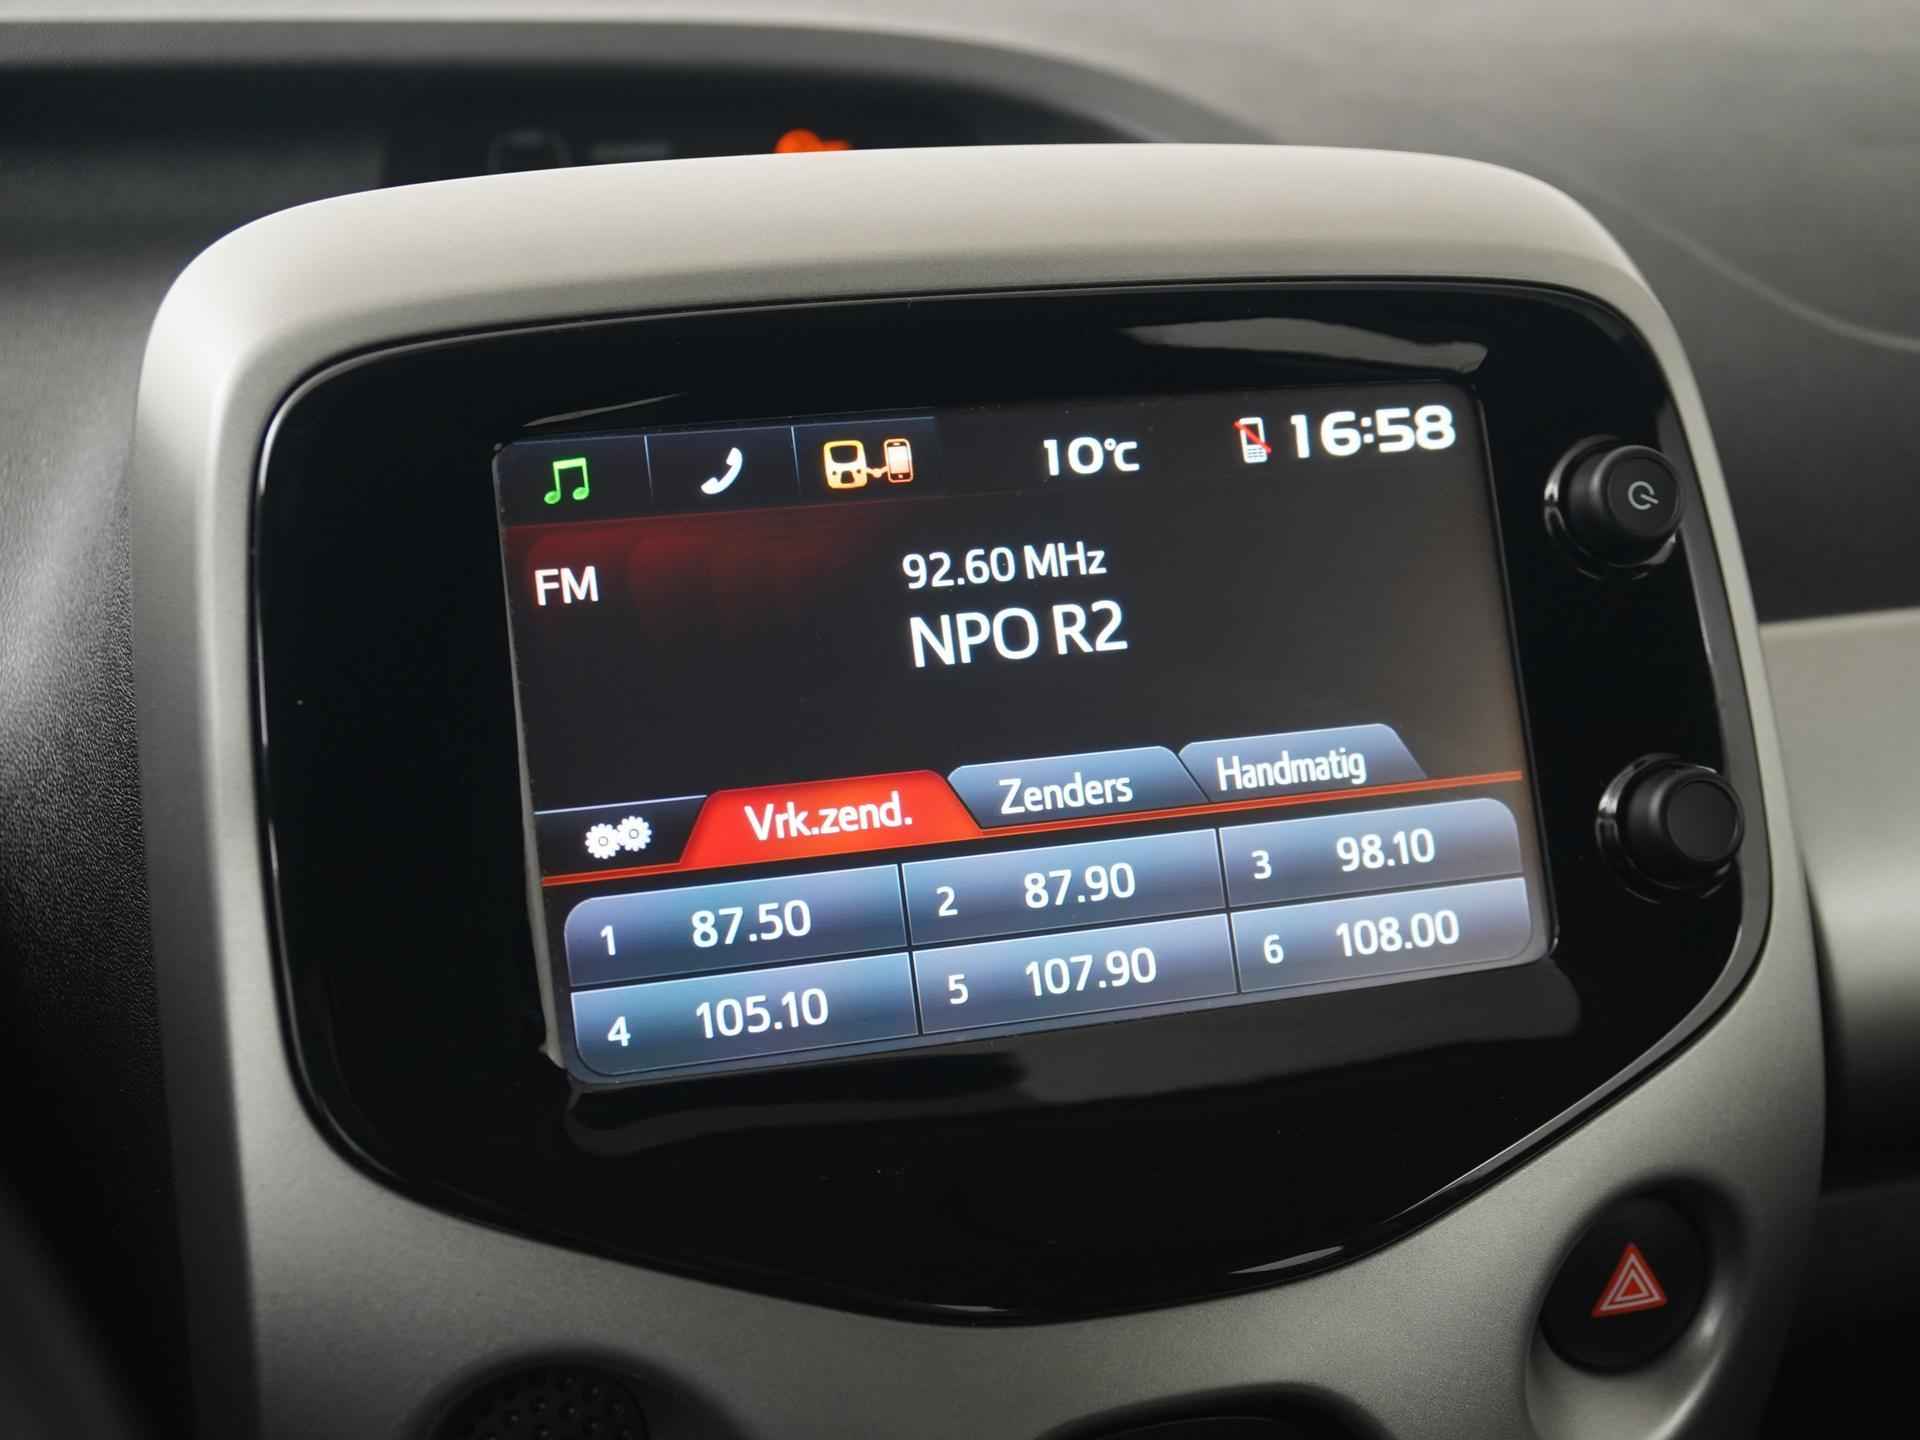 10°C 16:58
FM 92.60 MHz
NPO R2
Vrk.zend. Zenders Handmatig
1 87.50 2 87.90 3 98.10
4 105.10 5 107.90 6 108.00